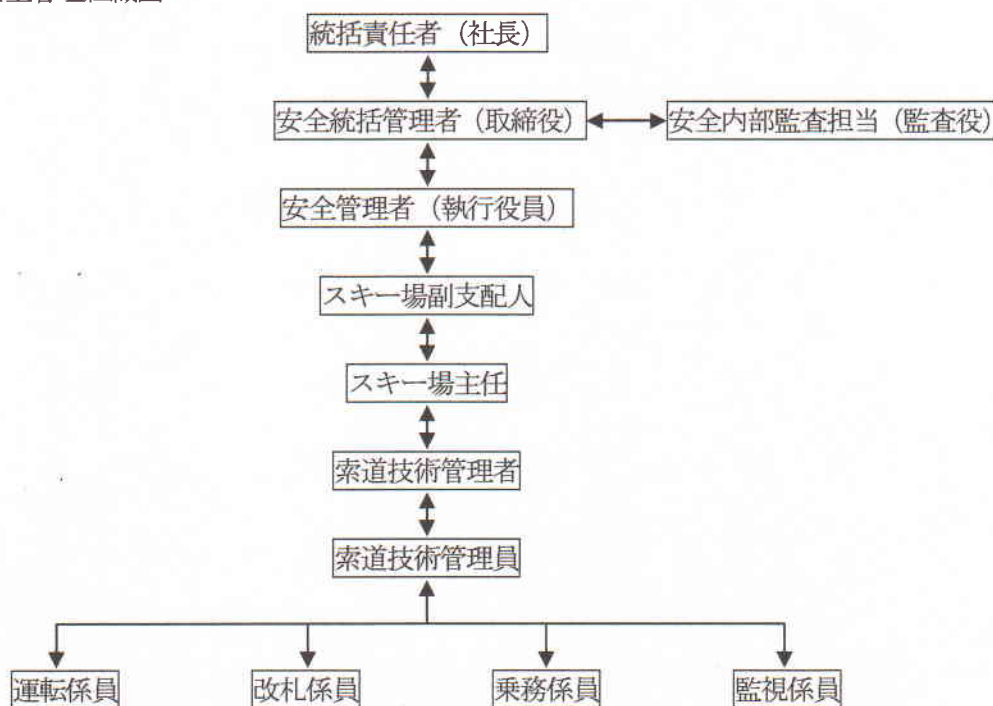 統括責任者（社長）
安全統括管理者（取締役） 安全内部監査担当（監査役）
安全管理者（執行役員）
スキー場副支配人
スキー場主任
索道技術管理者
索道技術管理員
運転係員 改札係員 乗務係員 監視係員